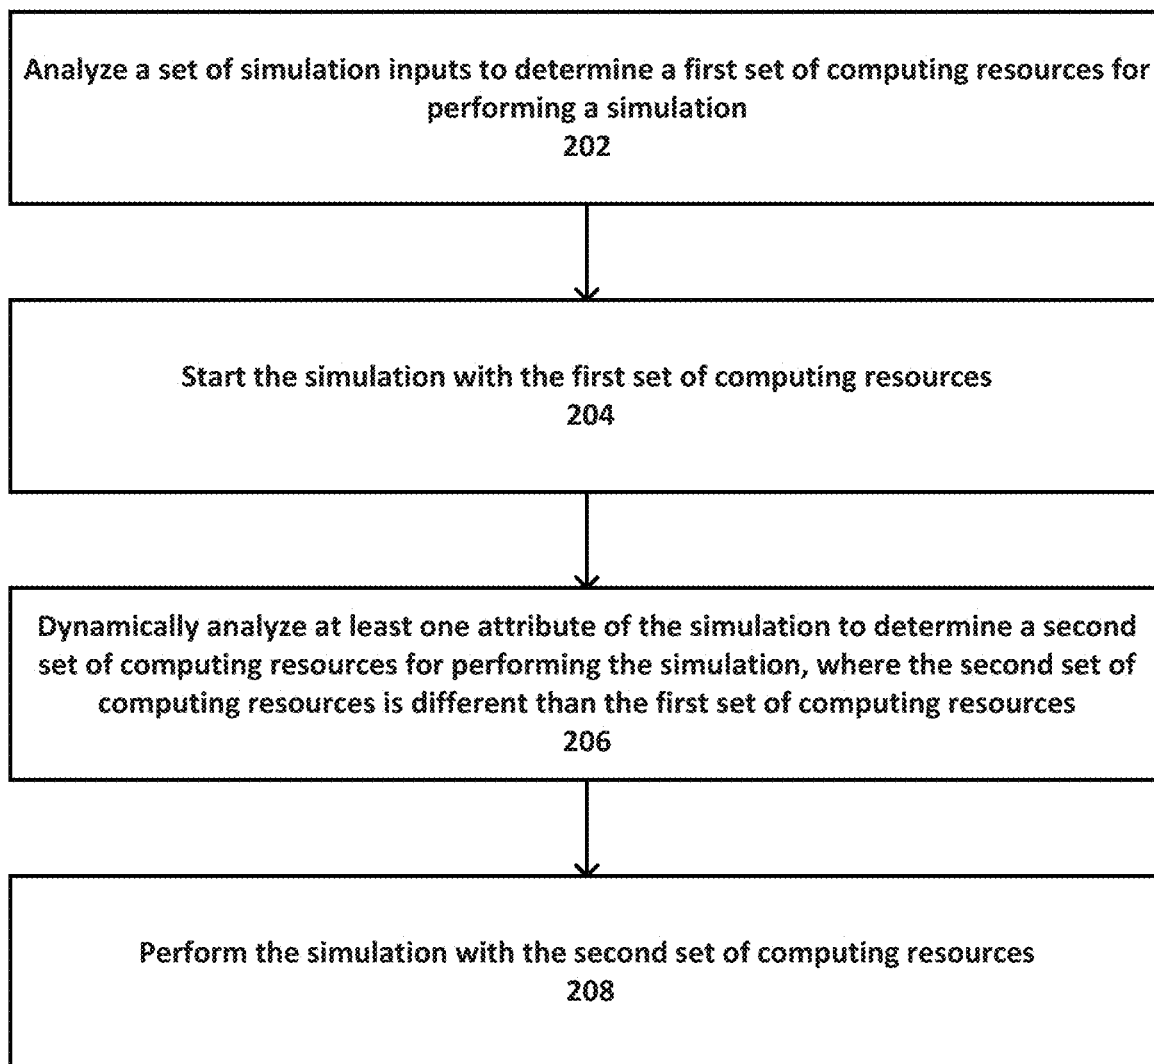 Analyze a set of simulation inputs to determine a first set of computing resources for
performing a simulation
202
Start the simulation with the first set of computing resources
204
Dynamically analyze at least one attribute of the simulation to determine a second
set of computing resources for performing the simulation, where the second set of
computing resources is different than the first set of computing resources
206
Perform the simulation with the second set of computing resources
208